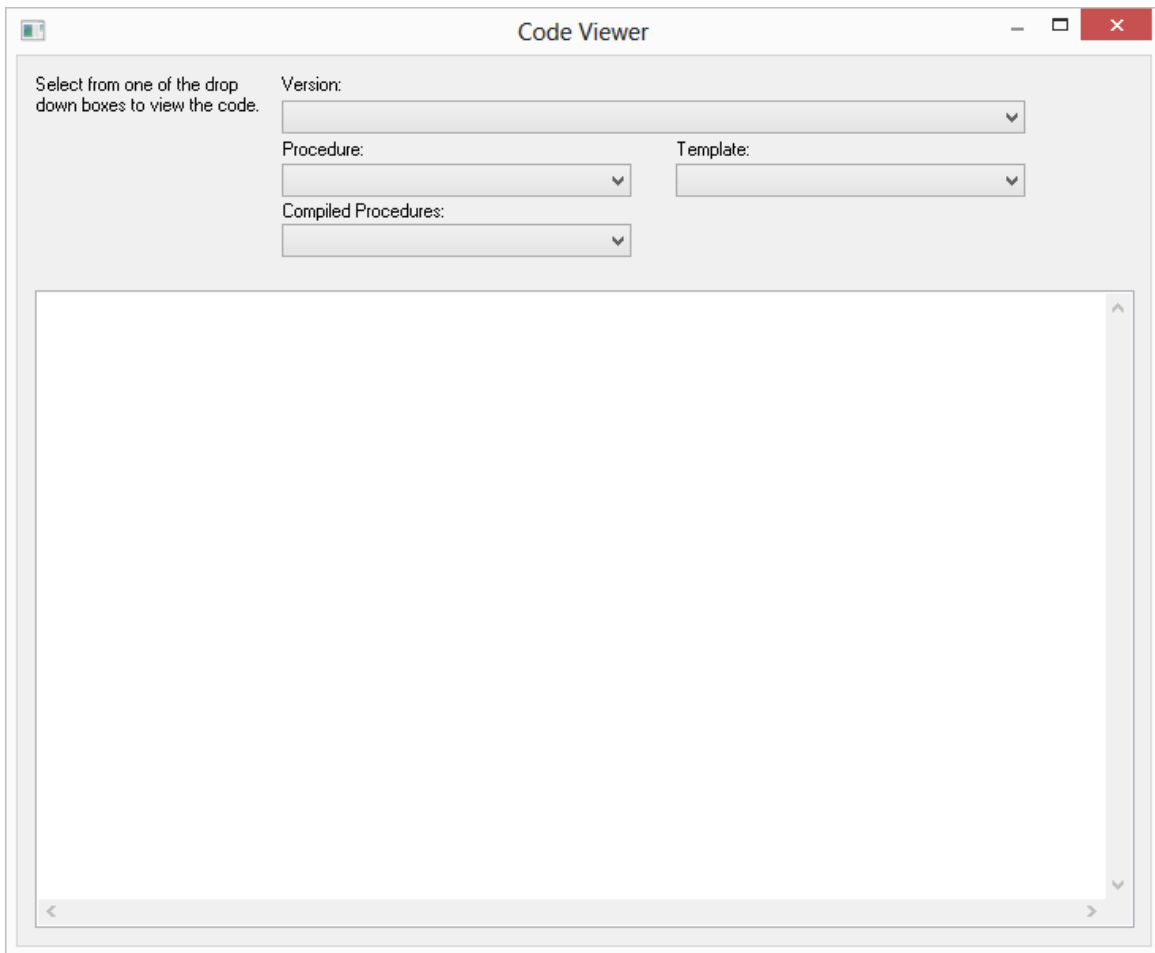 Code Viewer
Select from one of the drop
down boxes to view the code.
Version:
Procedure:
Template:
Compiled Procedures: